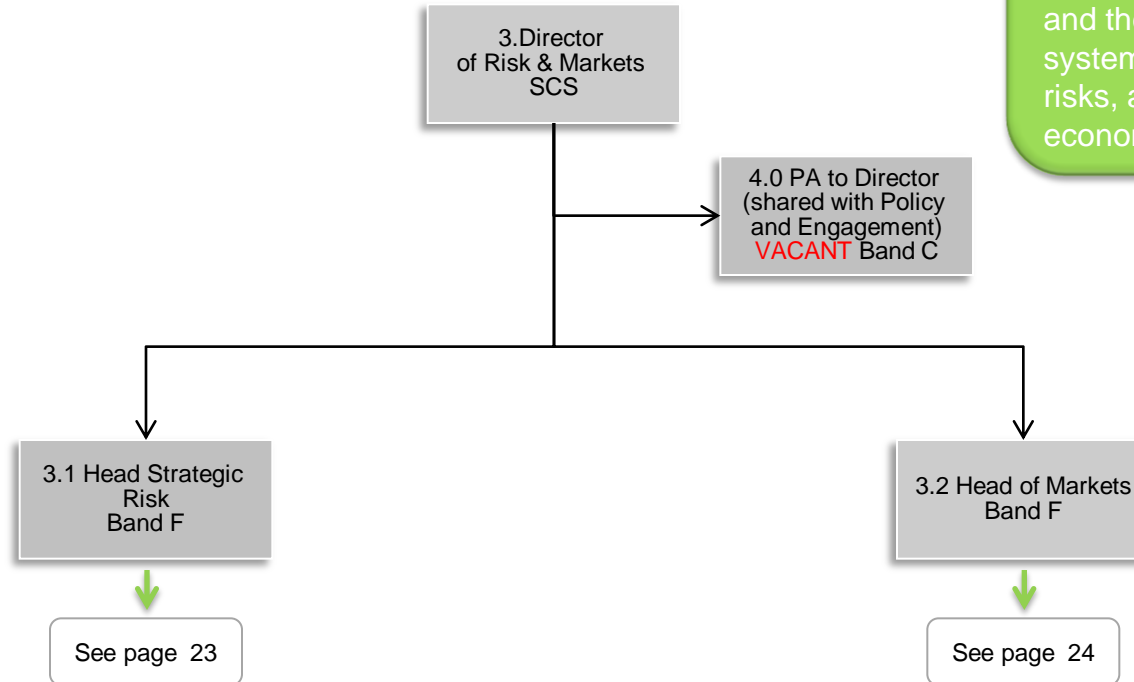 and the
system
risks, a
econon
3.Director
of Risk & Markets
SCS
4.0 PA to Director
(shared with Policy
and Engagement)
VACANT Band C
3.1 Head Strategic
Risk
Band F
3.2 Head of Markets
Band F
See page 23
See page 24